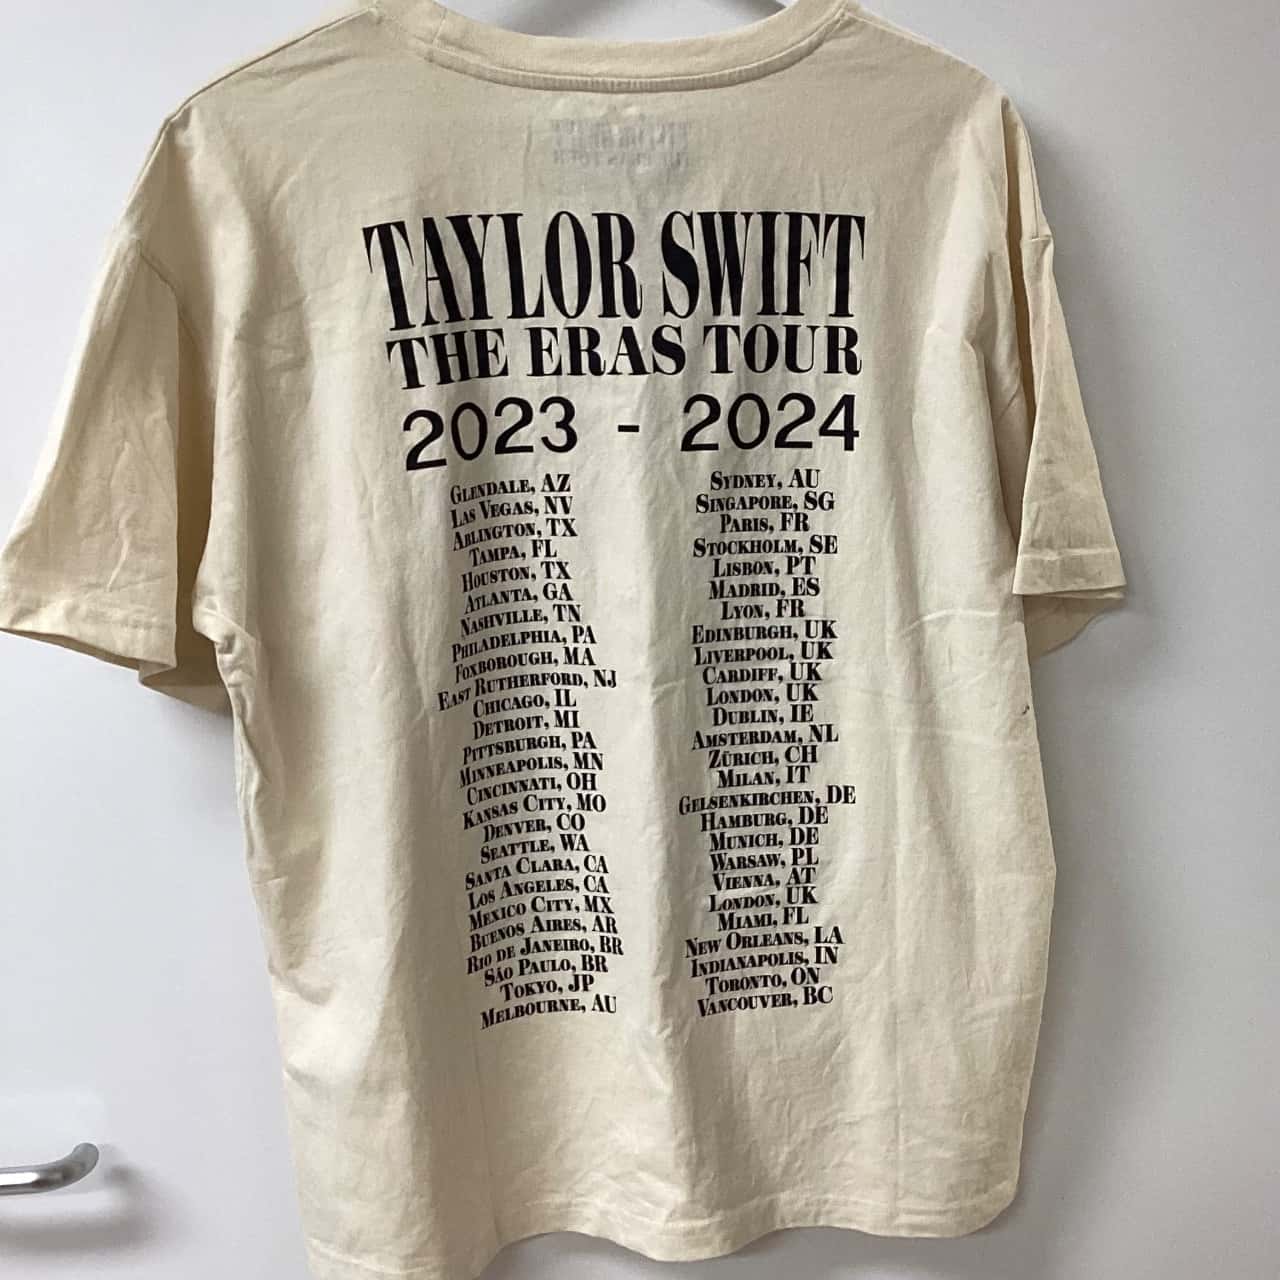 TAYLOR SWIFT
THE ERAS TOUR
2023 - 2024
GLENDALE, AZ
LAS VEGAS, NV
ARLINGTON, TX
TAMPA, FL
HOUSTON, TX
ATLANTA, GA
NASHVILLE, TN
PHILADELPHIA, PA
FOXBOROUGH, MA
EAST RUTHERFORD, NJ
CHICAGO, IL
DETROIT, MI
PITTSBURGH, PA
MINNEAPOLIS, MN
CINCINNATI, OH
KANSAS CITY, MO
DENVER, CO
SEATTLE, WA
SANTA CLARA, CA
LOS ANGELES, CA
MEXICO CITY, MX
BUENOS AIRES, AR
RIO DE JANEIRO, BR
SÃO PAULO, BR
TOKYO, JP
MELBOURNE, AU
SYDNEY, AU
SINGAPORE, SG
PARIS, FR
STOCKHOLM, SE
LISBON, PT
MADRID, ES
LYON, FR
EDINBURGH, UK
LIVERPOOL, UK
CARDIFF, UK
LONDON, UK
DUBLIN, IE
AMSTERDAM, NL
ZÜRICH, CH
MILAN, IT
GELSENKIRCHEN, DE
HAMBURG, DE
MUNICH, DE
WARSAW, PL
VIENNA, AT
LONDON, UK
MIAMI, FL
NEW ORLEANS, LA
INDIANAPOLIS, IN
TORONTO, ON
VANCOUVER, BC